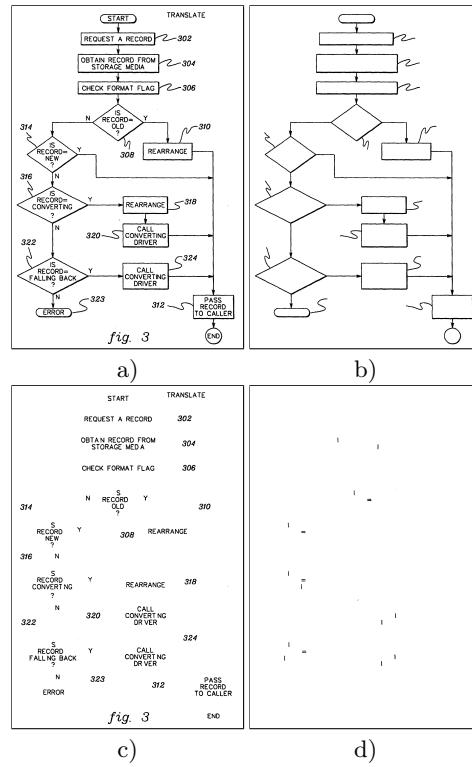 START TRANSLATE
REQUEST A RECORD 302
OBTAIN RECORD FROM
STORAGE MEDIA 304
CHECK FORMAT FLAG 306
N IS
RECORD=
OLD
? Y
308
314
310
REARRANGE
IS
RECORD=
NEW
? Y
N
316
IS
RECORD=
CONVERTING
? Y
N
REARRANGE 318
320 CALL
CONVERTING
DRIVER
322
IS
RECORD=
FALLING BACK
? Y
N
324
CALL
CONVERTING
DRIVER
ERROR 323
312 PASS
RECORD
TO CALLER
END
fig. 3
a)
b)
START TRANSLATE
REQUEST A RECORD 302
OBTA N RECORD FROM
STORAGE MED A 304
CHECK FORMAT FLAG 306
N S
RECORD
OLD
? Y
314
310
S
RECORD
NEW
? Y
308 REARRANGE
316 N
S
RECORD
CONVERT NG
? Y
REARRANGE 318
N
320 CALL
CONVERT NG
DR VER
322
324
S
RECORD
FALL NG BACK
? Y
CALL
CONVERT NG
DR VER
N
323
ERROR
312 PASS
RECORD
TO CALLER
fig. 3
END
c)
d)